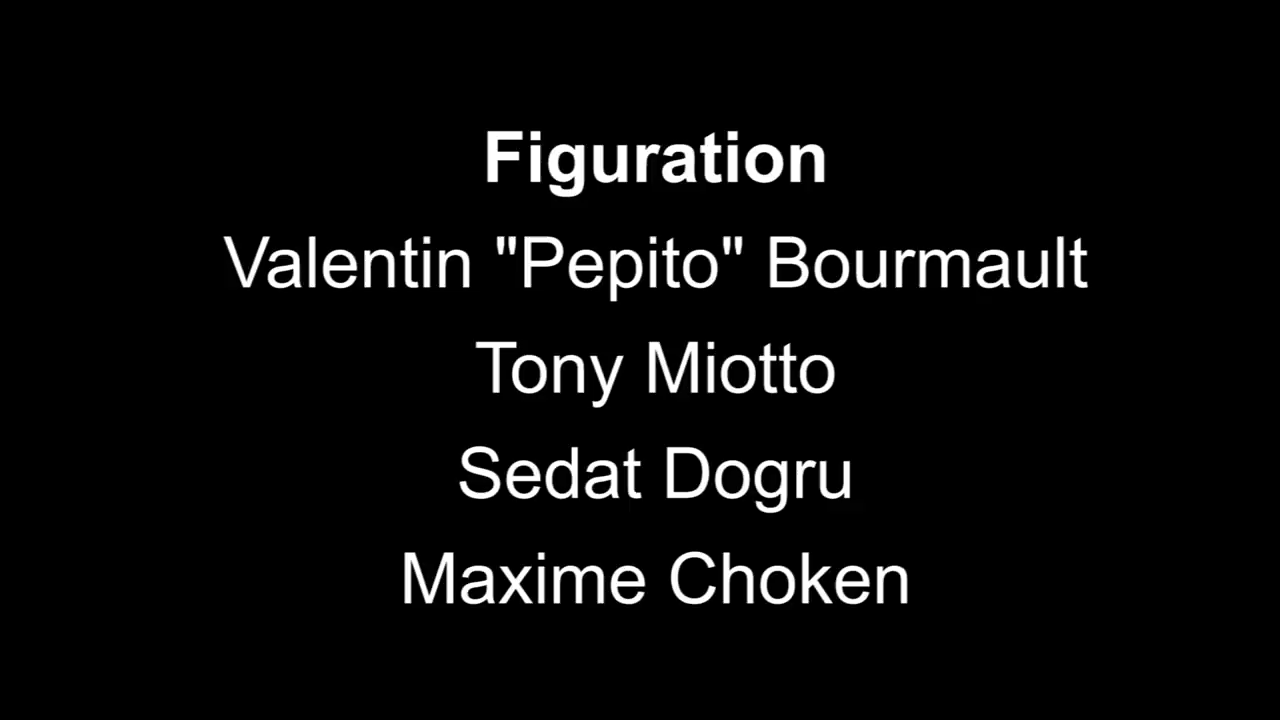 Figuration
Valentin "Pepito" Bourmault
Tony Miotto
Sedat Dogru
Maxime Choken